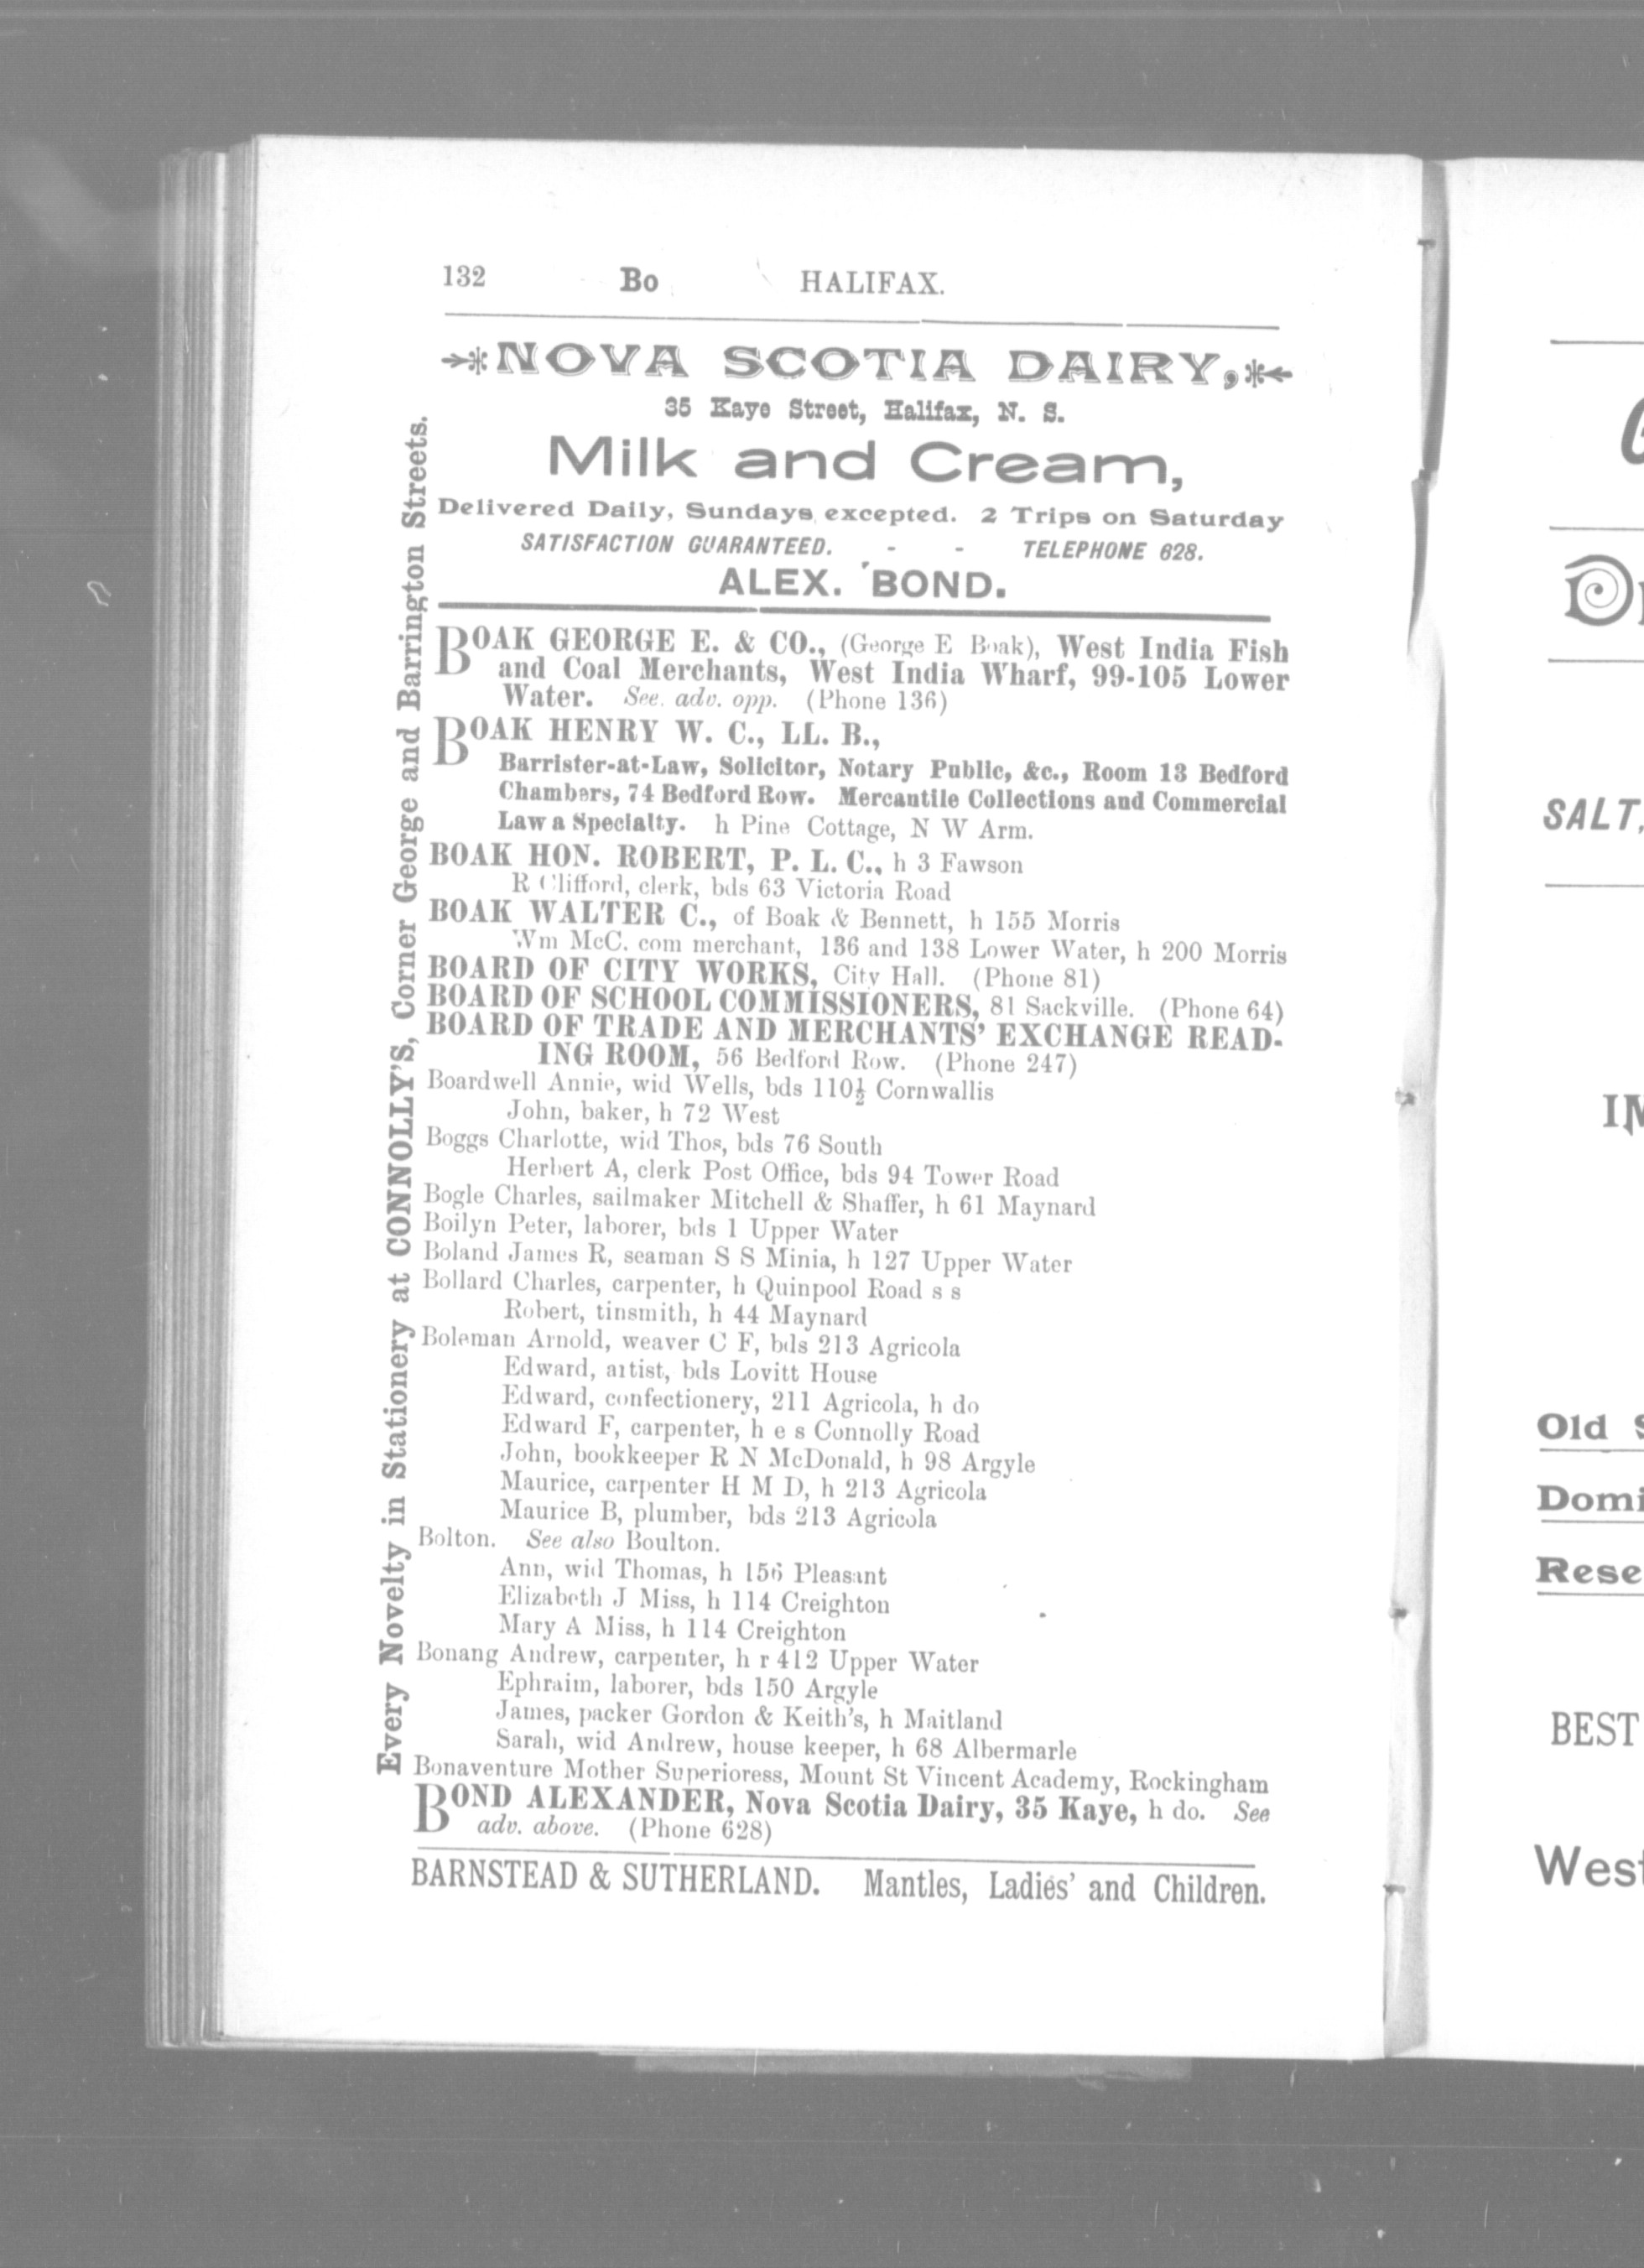 132 Bo HALIFAX.
NOVA SCOTIA DAIRY,
35 Kaye Street, Halifax, N. S.
Milk and Cream,
Delivered Daily, Sundays excepted. 2 Trips on Saturday
SATISFACTION GUARANTEED. - - TELEPHONE 628.
ALEX. BOND.
BOAK GEORGE E. & CO., (George E Boak), West India Fish
and Coal Merchants, West India Wharf, 99-105 Lower
Water. See. adv. opp. (Phone 136)
BOAK HENRY W. C., LL. B.,
Barrister-at-Law, Solicitor, Notary Public, &c., Room 13 Bedford
Chambers, 74 Bedford Row. Mercantile Collections and Commercial
Law a Specialty. h Pine Cottage, N W Arm.
BOAK HON. ROBERT, P. L. C., h 3 Fawson
R Clifford, clerk, bds 63 Victoria Road
BOAK WALTER C., of Boak & Bennett, h 155 Morris
Wm McC. com merchant, 136 and 138 Lower Water, h 200 Morris
BOARD OF CITY WORKS, City Hall. (Phone 81)
BOARD OF SCHOOL COMMISSIONERS, 81 Sackville. (Phone 64)
BOARD OF TRADE AND MERCHANTS' EXCHANGE READ-
ING ROOM, 56 Bedford Row. (Phone 247)
Boardwell Annie, wid Wells, bds 110½ Cornwallis
John, baker, h 72 West
Boggs Charlotte, wid Thos, bds 76 South
Herbert A, clerk Post Office, bds 94 Tower Road
Bogle Charles, sailmaker Mitchell & Shaffer, h 61 Maynard
Boilyn Peter, laborer, bds 1 Upper Water
Boland James R, seaman S S Minia, h 127 Upper Water
Bollard Charles, carpenter, h Quinpool Road s s
Robert, tinsmith, h 44 Maynard
Boleman Arnold, weaver C F, bds 213 Agricola
Edward, artist, bds Lovitt House
Edward, confectionery, 211 Agricola, h do
Edward F, carpenter, h e s Connolly Road
John, bookkeeper R N McDonald, h 98 Argyle
Maurice, carpenter H M D, h 213 Agricola
Maurice B, plumber, bds 213 Agricola
Bolton. See also Boulton.
Ann, wid Thomas, h 156 Pleasant
Elizabeth J Miss, h 114 Creighton
Mary A Miss, h 114 Creighton
Bonang Andrew, carpenter, h r 412 Upper Water
Ephraim, laborer, bds 150 Argyle
James, packer Gordon & Keith's, h Maitland
Sarah, wid Andrew, house keeper, h 68 Albermarle
Bonaventure Mother Superioress, Mount St Vincent Academy, Rockingham
BOND ALEXANDER, Nova Scotia Dairy, 35 Kaye, h do. See
adv. above. (Phone 628)
BARNSTEAD & SUTHERLAND. Mantles, Ladies' and Children.
Every Novelty in Stationery at CONNOLLY'S, Corner George and Barrington Streets.
SALT,
Old
BEST